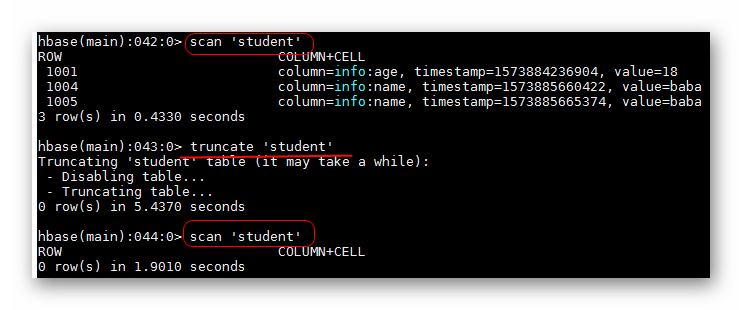 hbase(main):042:0> scan 'student'
ROW COLUMN+CELL
1001 column=info:age, timestamp=1573884236904, value=18
1004 column=info:name, timestamp=1573885660422, value=baba
1005 column=info:name, timestamp=1573885665374, value=baba
3 row(s) in 0.4330 seconds
hbase(main):043:0> truncate 'student'
Truncating 'student' table (it may take a while):
- Disabling table...
- Truncating table...
0 row(s) in 5.4370 seconds
hbase(main):044:0> scan 'student'
ROW COLUMN+CELL
0 row(s) in 1.9010 seconds